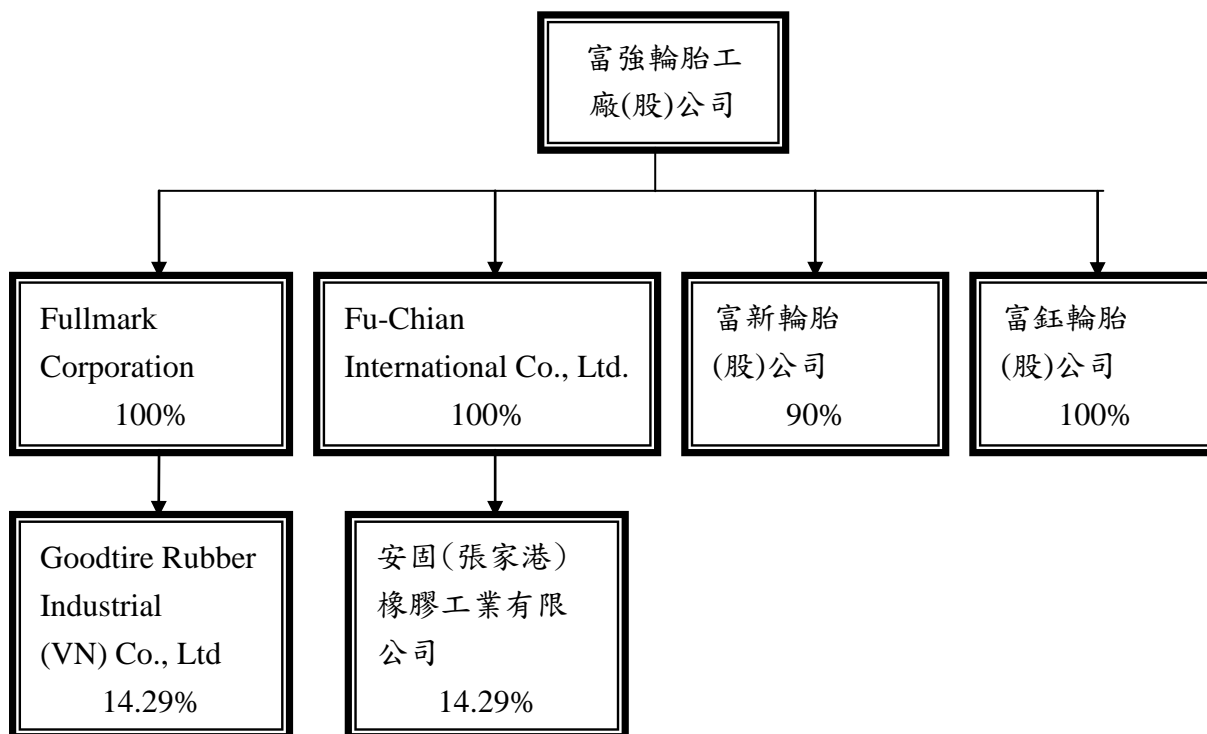 富強輪胎工
廠(股)公司
Fullmark
Corporation
100%
Fu-Chian
International Co., Ltd.
100%
富新輪胎
(股)公司
90%
富鈺輪胎
(股)公司
100%
Goodtire Rubber
Industrial
(VN) Co., Ltd
14.29%
安固(張家港)
橡膠工業有限
公司
14.29%